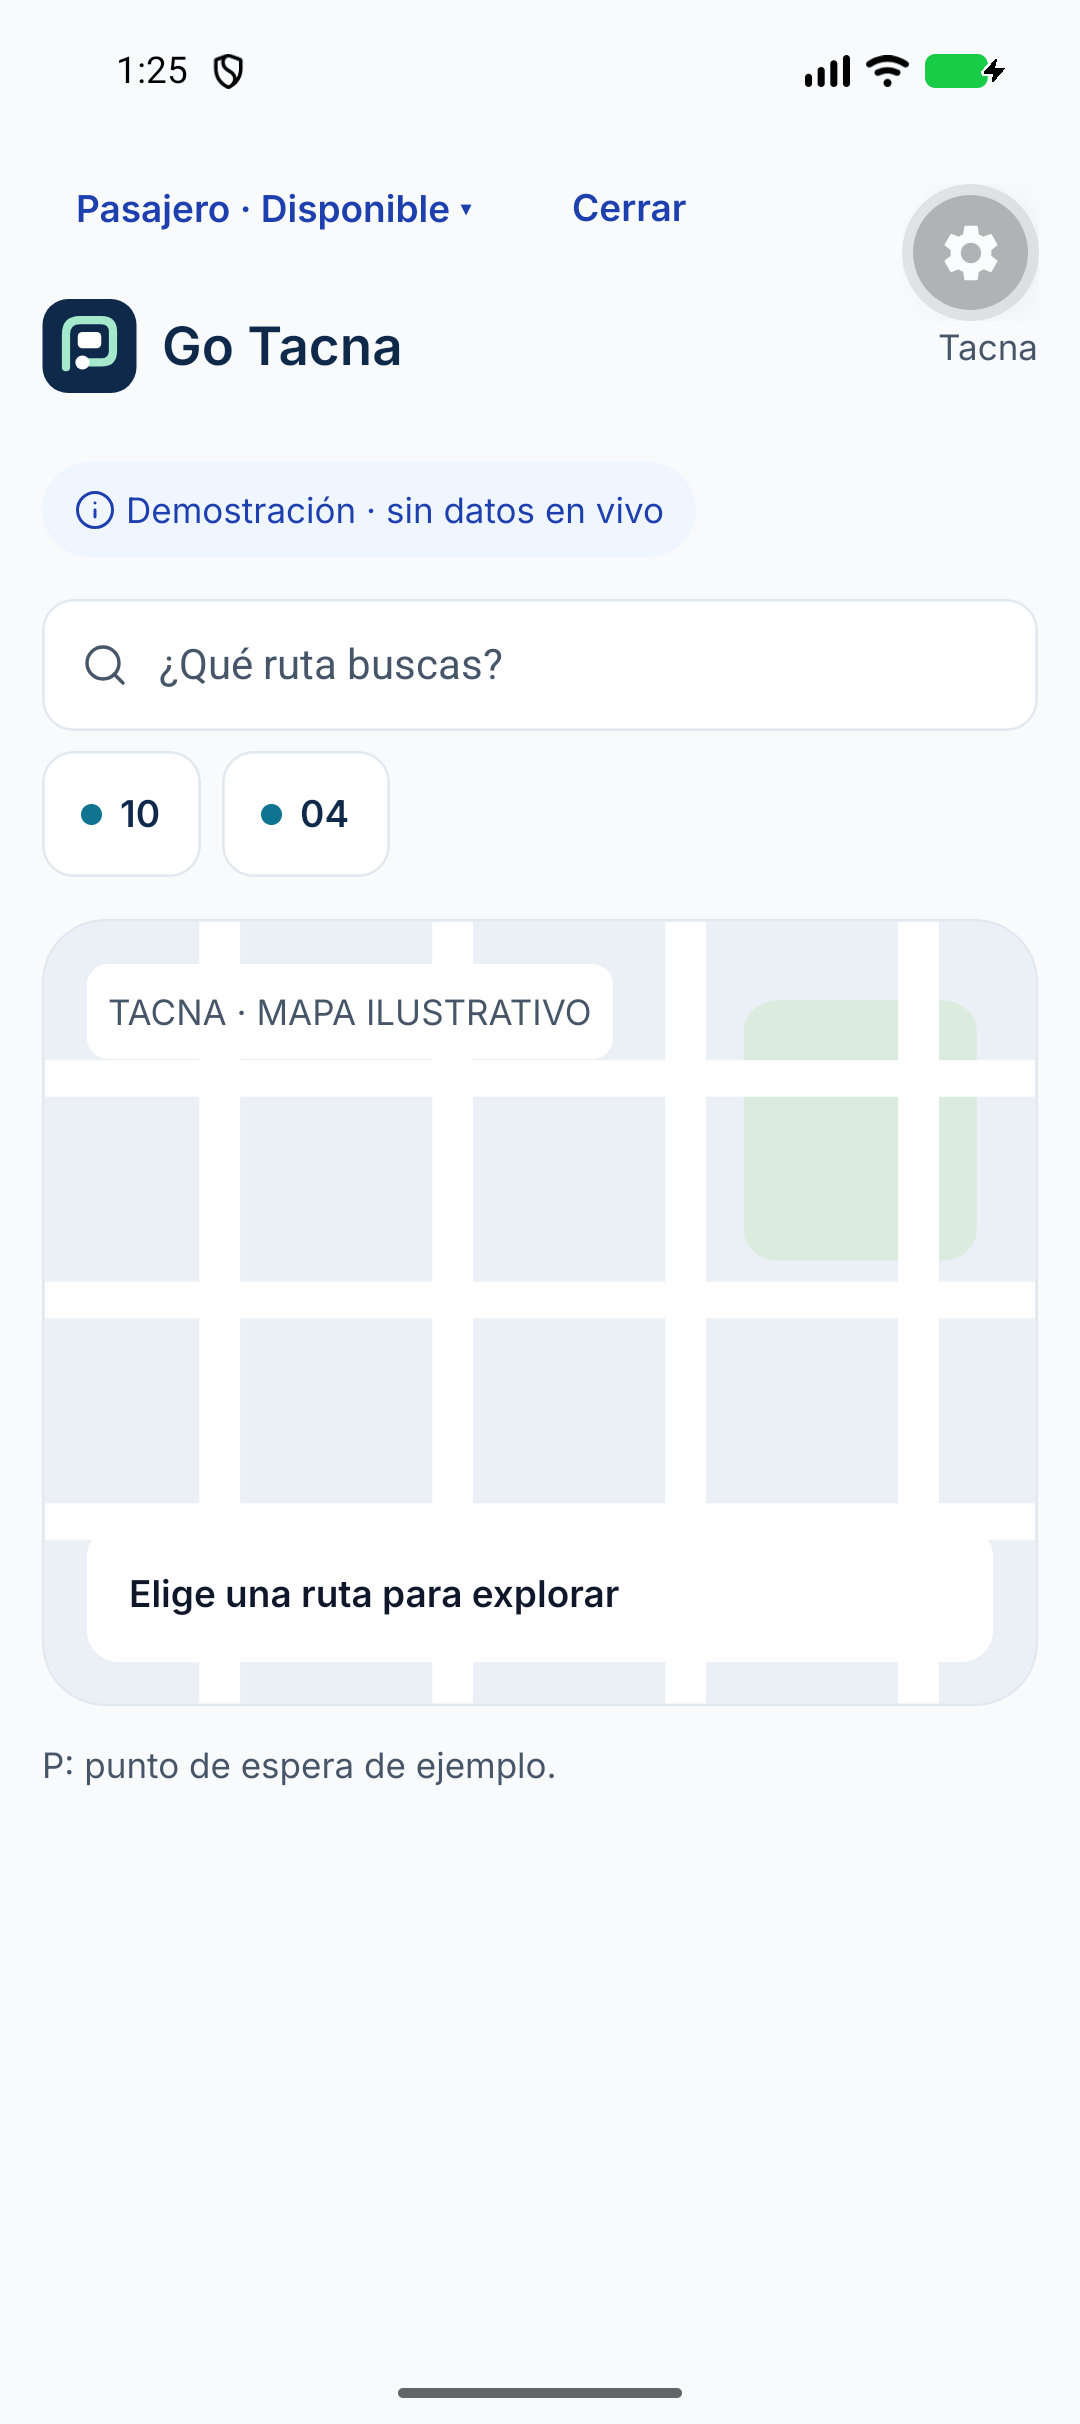 1:25
Pasajero · Disponible ▾
Cerrar
Go Tacna
Tacna
Demostración · sin datos en vivo
¿Qué ruta buscas?
10
04
TACNA · MAPA ILUSTRATIVO
Elige una ruta para explorar
P: punto de espera de ejemplo.